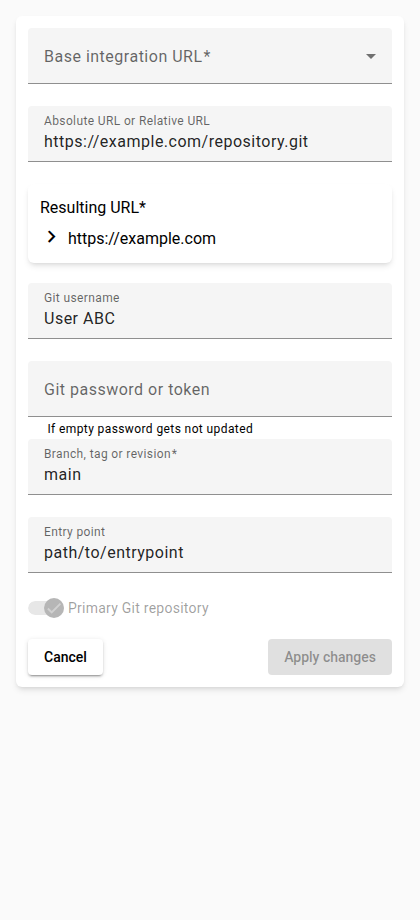 Base integration URL*
Absolute URL or Relative URL
https://example.com/repository.git
Resulting URL*
https://example.com
Git username
User ABC
Git password or token
If empty password gets not updated
Branch, tag or revision*
main
Entry point
path/to/entrypoint
Primary Git repository
Cancel
Apply changes